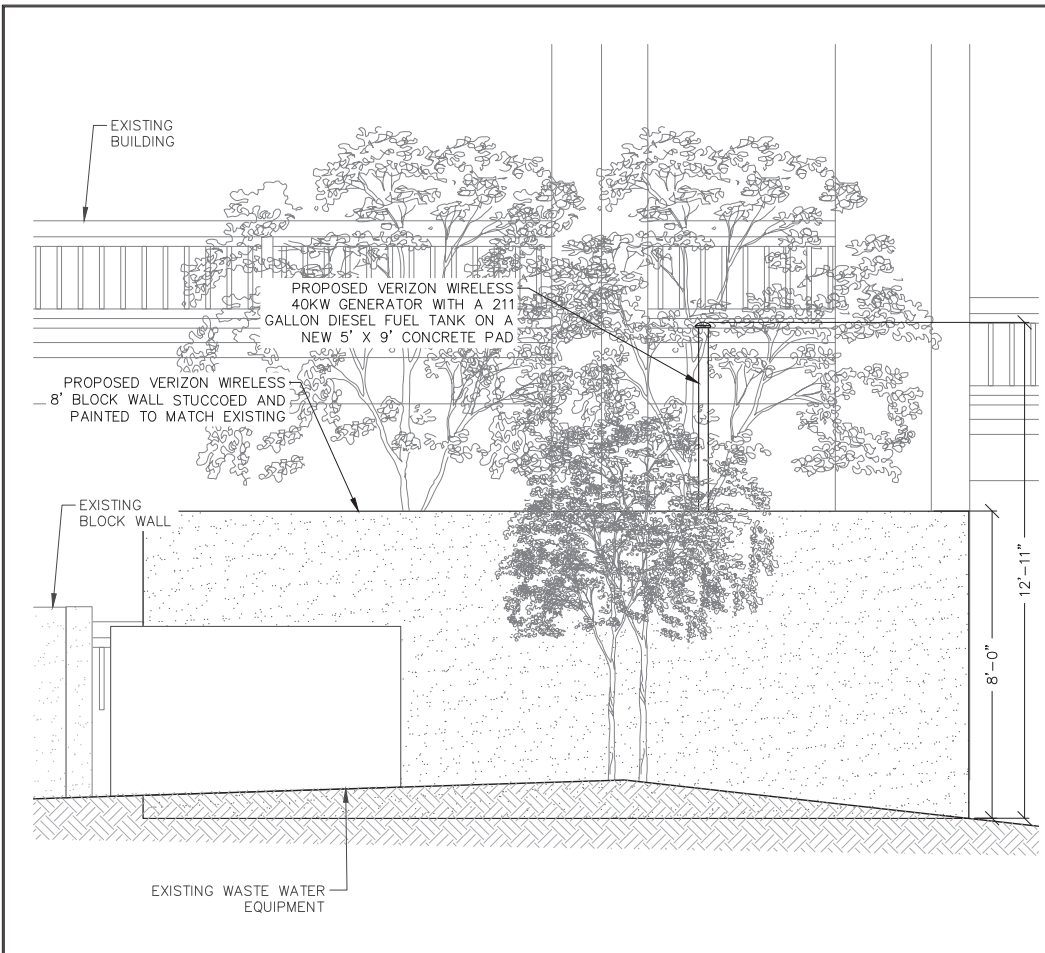 EXISTING
BUILDING
PROPOSED VERIZON WIRELESS
40KW GENERATOR WITH A 211
GALLON DIESEL FUEL TANK ON A
NEW 5' X 9' CONCRETE PAD
PROPOSED VERIZON WIRELESS
8' BLOCK WALL STUCCOED AND
PAINTED TO MATCH EXISTING
EXISTING
BLOCK WALL
12'-11"
8'-0"
EXISTING WASTE WATER
EQUIPMENT